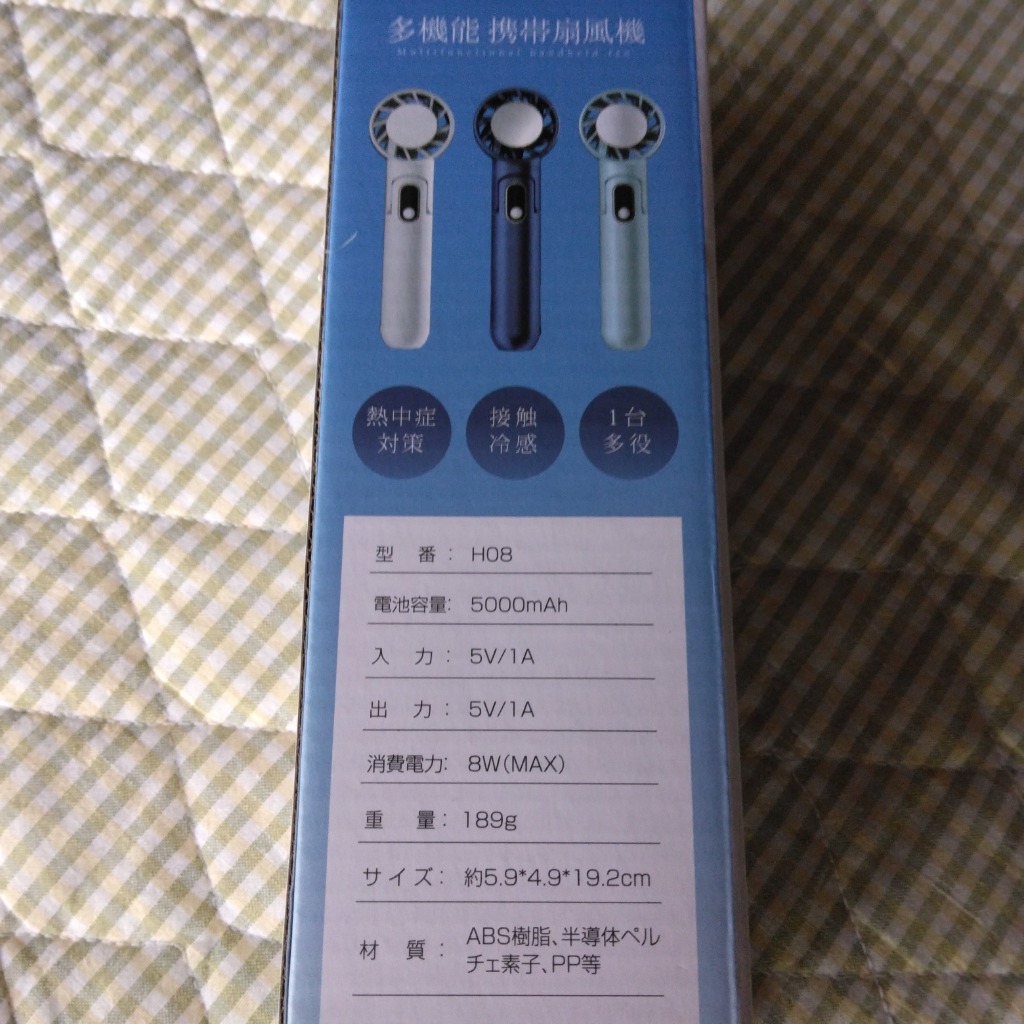 多機能 携帯扇風機
Multifunctional handheld fan
熱中症
対策
接触
冷感
1台
多役
型 番： H08
電池容量: 5000mAh
入 力： 5V/1A
出 力： 5V/1A
消費電力: 8W(MAX)
重 量： 189g
サイズ： 約5.9*4.9*19.2cm
材 質： ABS樹脂、半導体ペル
チェ素子、PP等